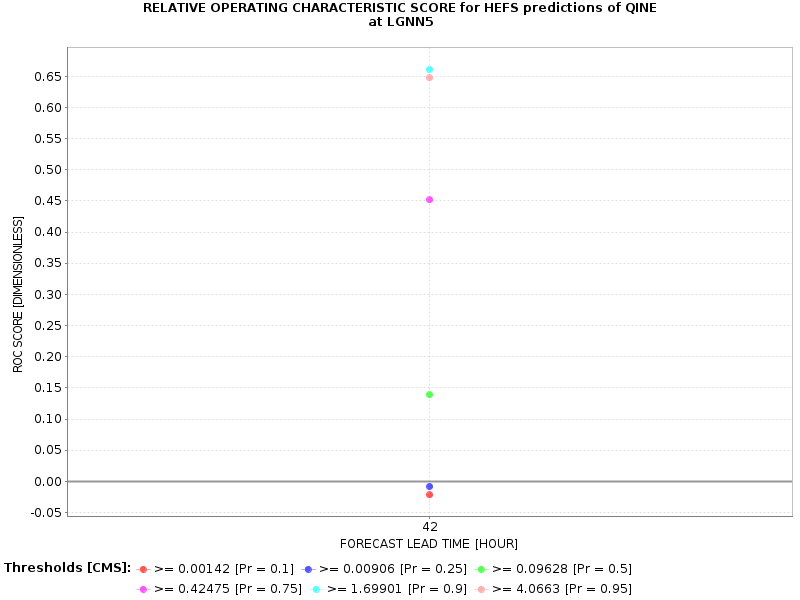 RELATIVE OPERATING CHARACTERISTIC SCORE for HEFS predictions of QINE
at LGNN5
ROC SCORE [DIMENSIONLESS]
0.65
0.60
0.55
0.50
0.45
0.40
0.35
0.30
0.25
0.20
0.15
0.10
0.05
0.00
-0.05
42
FORECAST LEAD TIME [HOUR]
Thresholds [CMS]: >= 0.00142 [Pr = 0.1] >= 0.00906 [Pr = 0.25] >= 0.09628 [Pr = 0.5]
>= 0.42475 [Pr = 0.75] >= 1.69901 [Pr = 0.9] >= 4.0663 [Pr = 0.95]